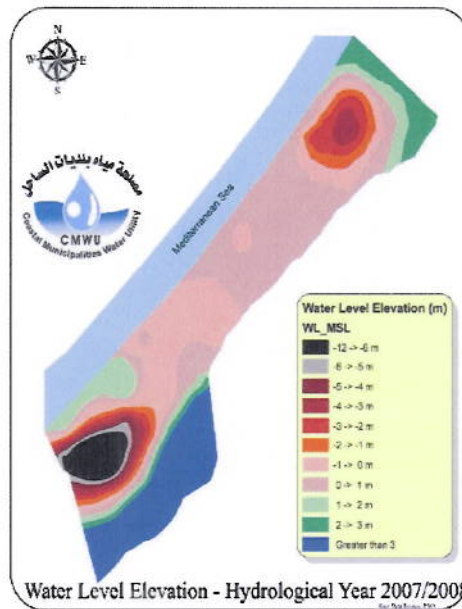 N
W E
S
مصلحة مياه بلديات الساحل
CMWU
Coastal Municipalities Water Utility
Mediterranean Sea
Water Level Elevation (m)
WL_MSL
-12 -> -6 m
-6 -> -5 m
-5 -> -4 m
-4 -> -3 m
-3 -> -2 m
-2 -> -1 m
-1 -> 0 m
0 -> 1 m
1 -> 2 m
2 -> 3 m
Greater than 3
Water Level Elevation - Hydrological Year 2007/2008